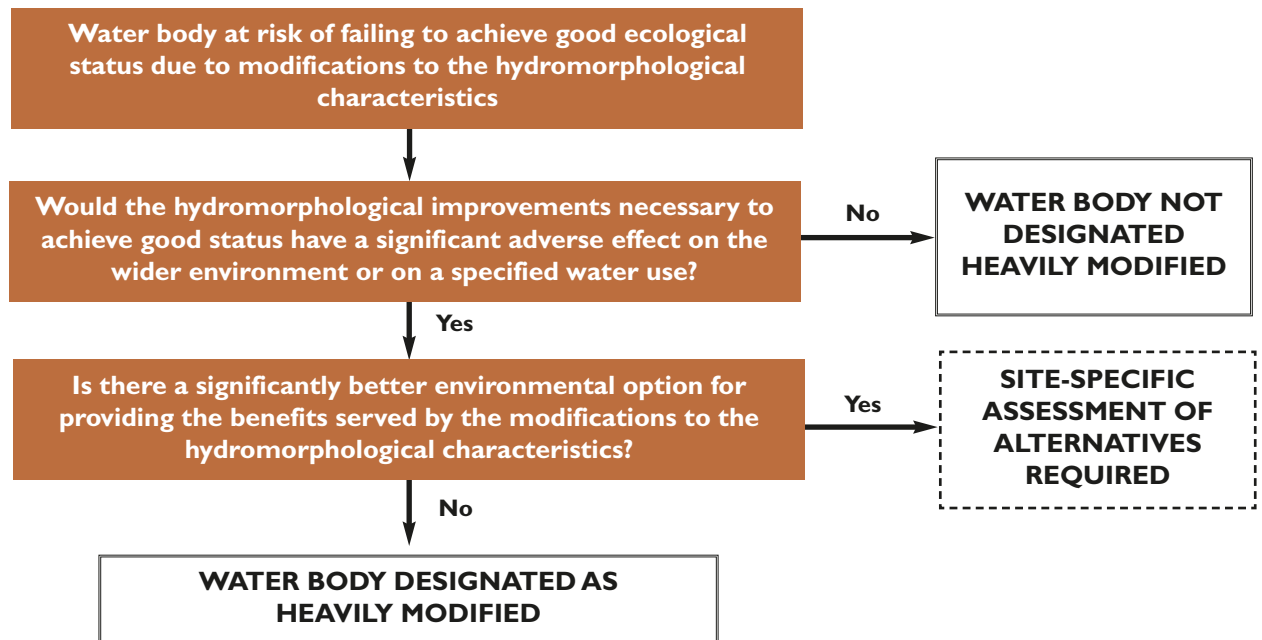 Water body at risk of failing to achieve good ecological
status due to modifications to the hydromorphological
characteristics
Would the hydromorphological improvements necessary to
achieve good status have a significant adverse effect on the
wider environment or on a specified water use?
No
WATER BODY NOT
DESIGNATED
HEAVILY MODIFIED
Yes
Is there a significantly better environmental option for
providing the benefits served by the modifications to the
hydromorphological characteristics?
Yes
SITE-SPECIFIC
ASSESSMENT OF
ALTERNATIVES
REQUIRED
No
WATER BODY DESIGNATED AS
HEAVILY MODIFIED